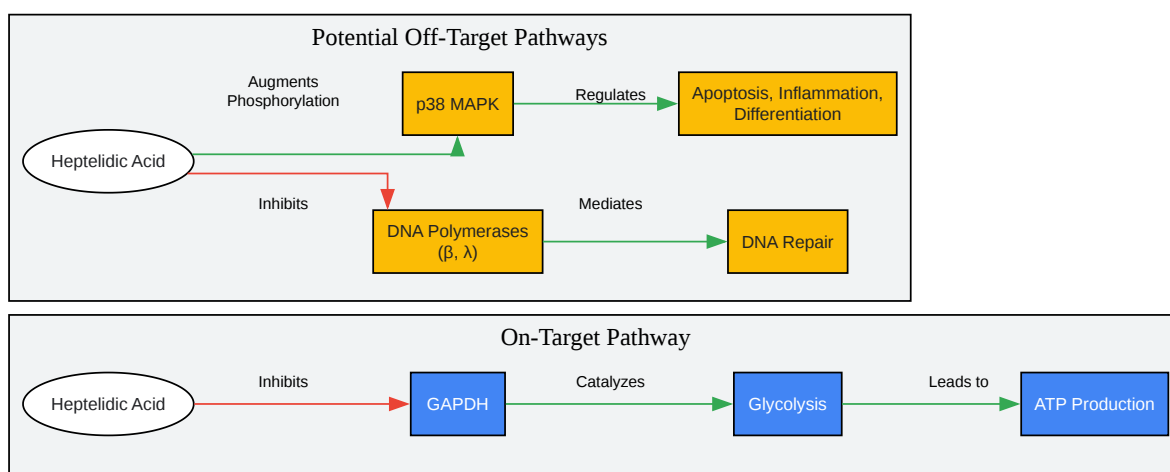 Potential Off-Target Pathways
Augments
Phosphorylation
p38 MAPK
Regulates
Apoptosis, Inflammation,
Differentiation
Heptelidic Acid
Inhibits
DNA Polymerases
(β, λ)
Mediates
DNA Repair
On-Target Pathway
Heptelidic Acid
Inhibits
GAPDH
Catalyzes
Glycolysis
Leads to
ATP Production